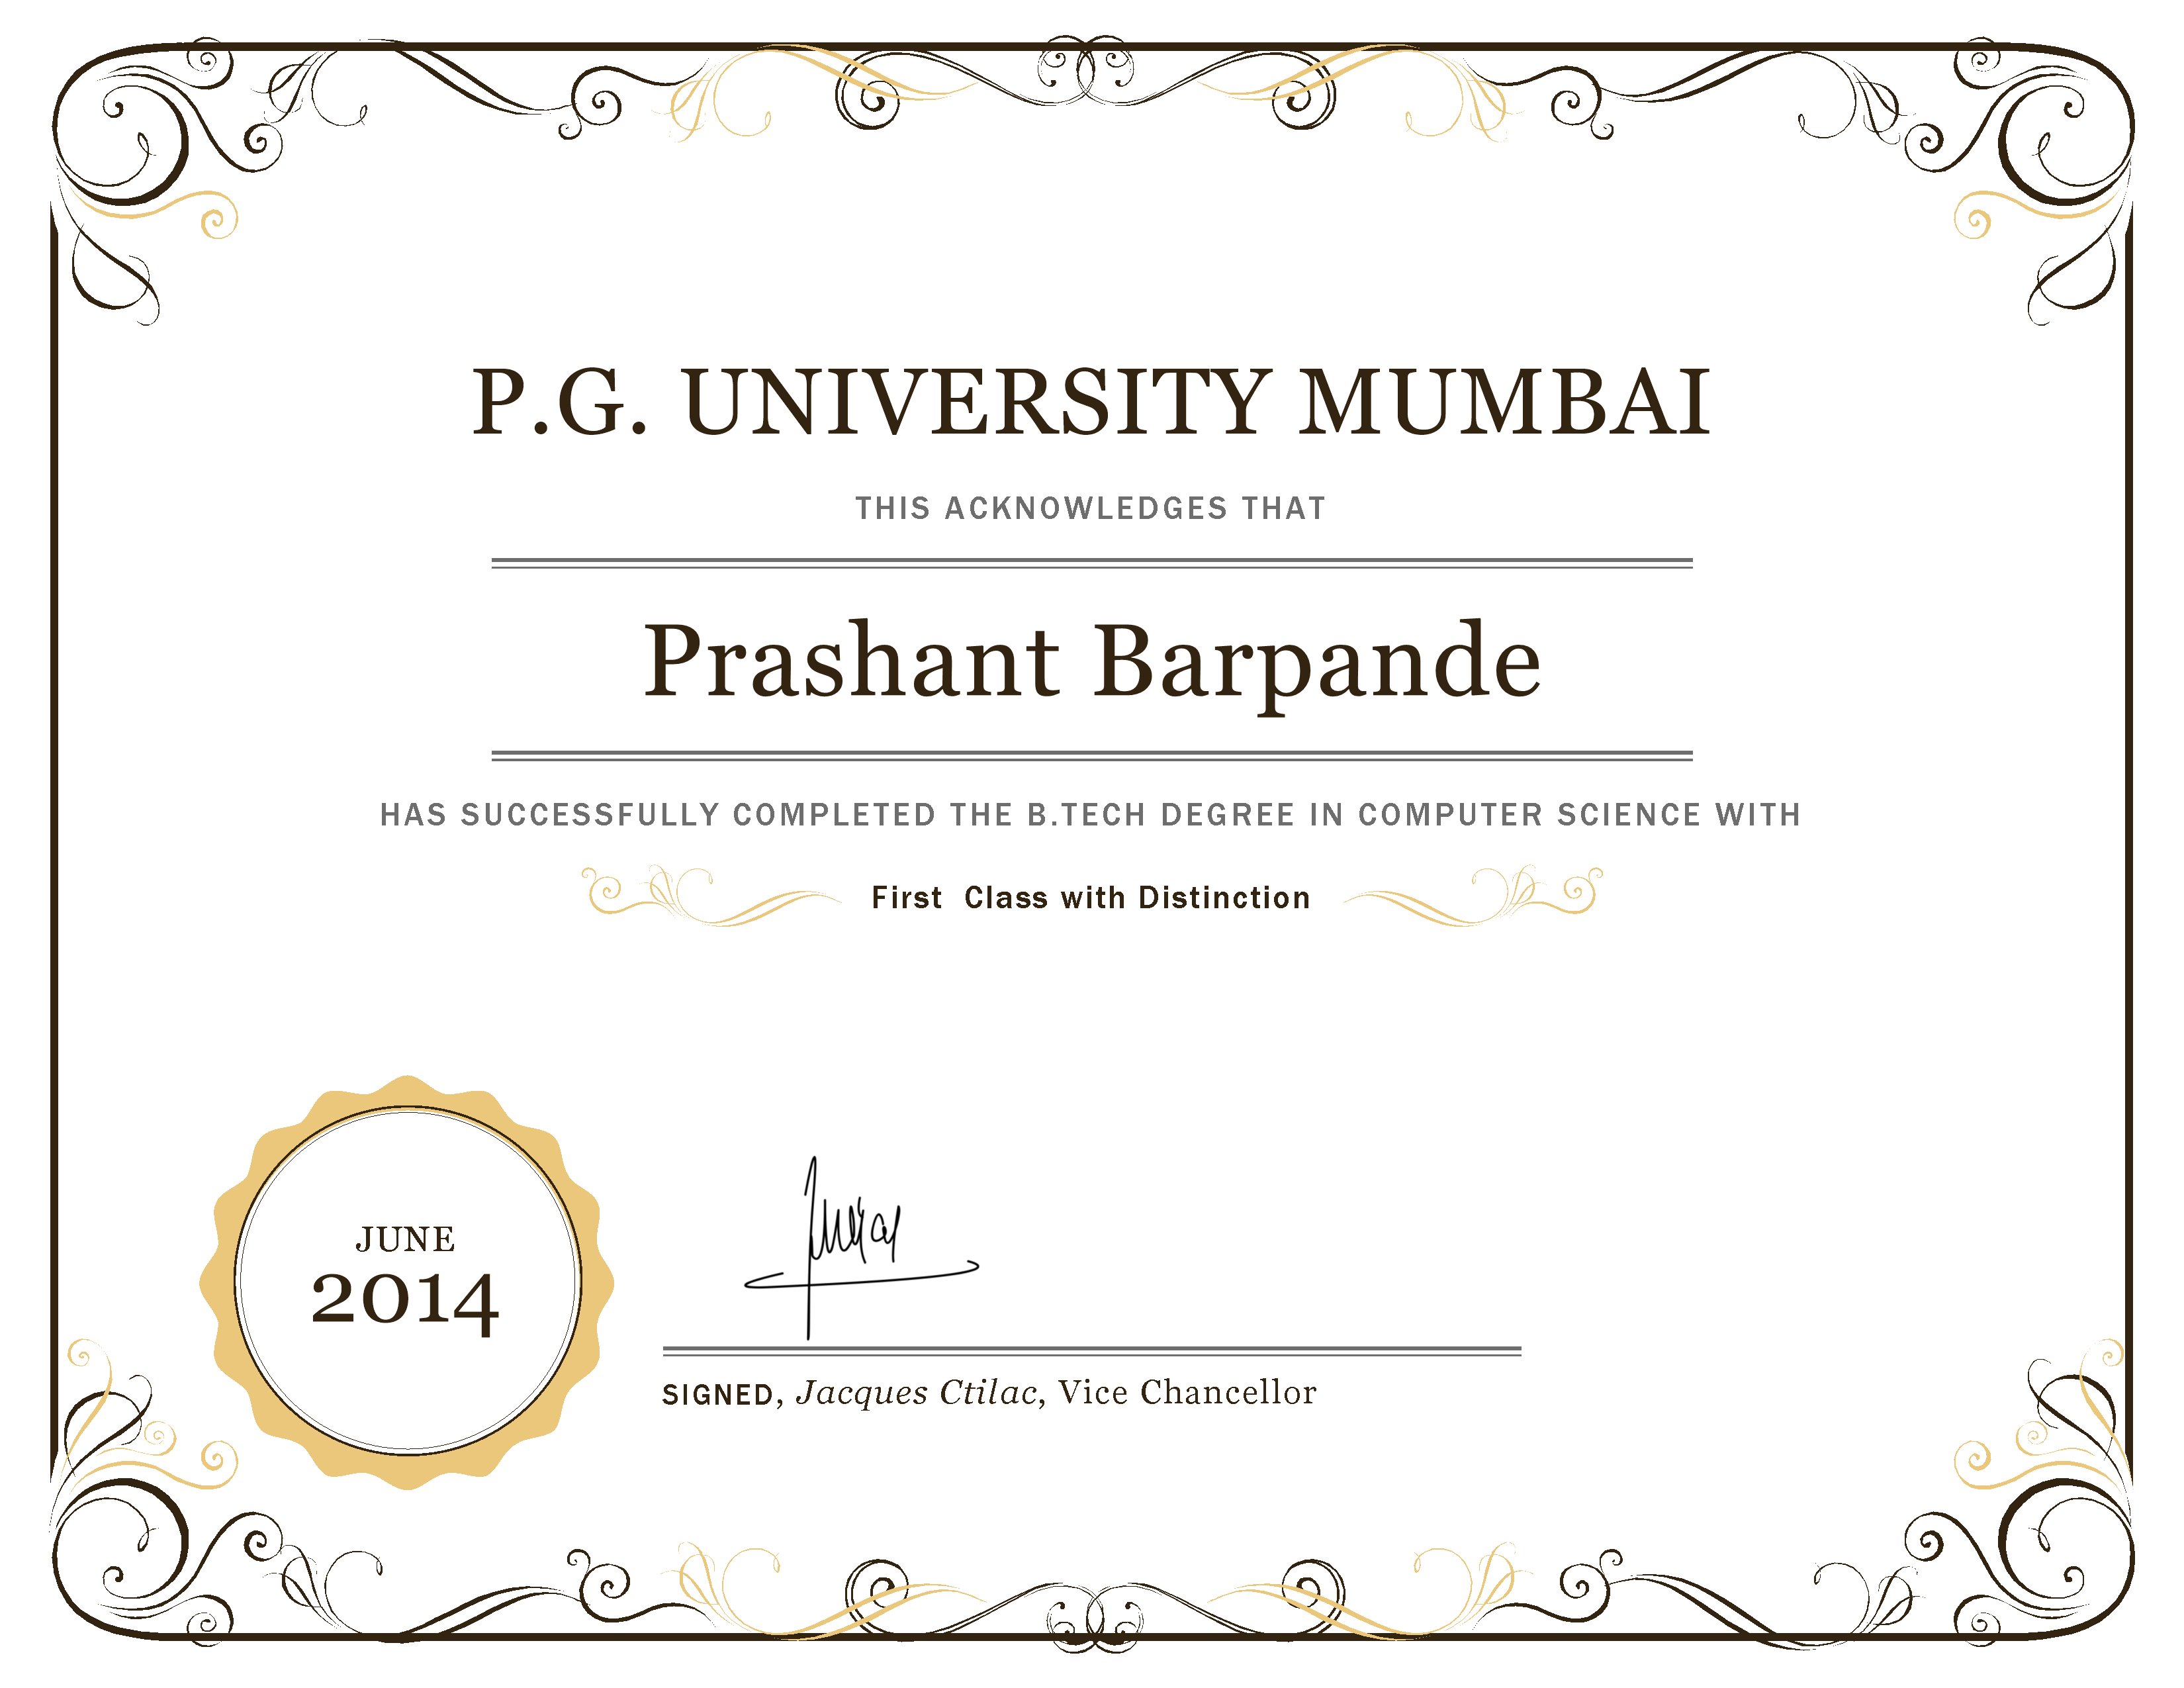 P.G. UNIVERSITY MUMBAI
THIS ACKNOWLEDGES THAT
Prashant Barpande
HAS SUCCESSFULLY COMPLETED THE B.TECH DEGREE IN COMPUTER SCIENCE WITH
First  Class with Distinction
JUNE
2014
SIGNED, Jacques Ctilac, Vice Chancellor